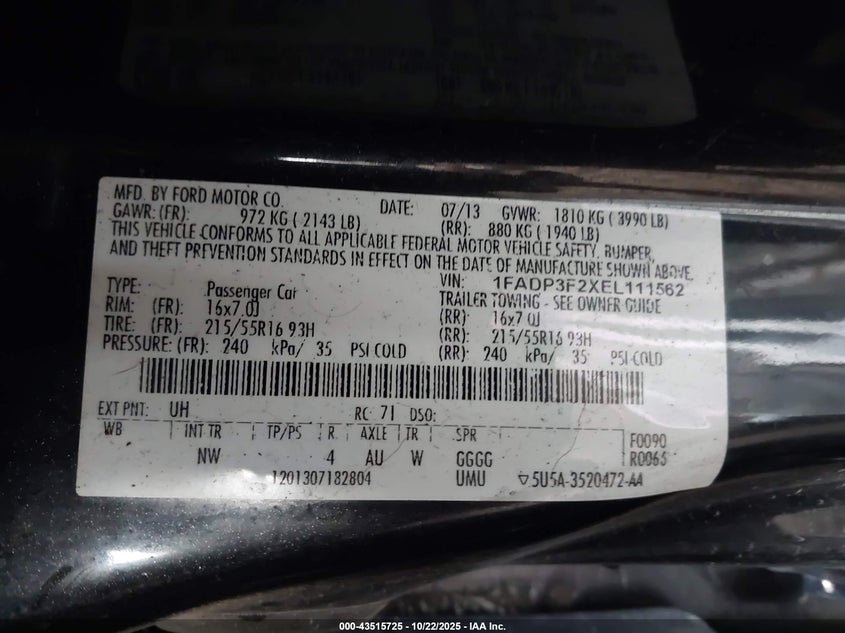 MFD. BY FORD MOTOR CO. DATE: 07/13 GVWR: 1810 KG ( 3990 LB)
GAWR: (FR): 972 KG ( 2143 LB) (RR): 880 KG ( 1940 LB)
THIS VEHICLE CONFORMS TO ALL APPLICABLE FEDERAL MOTOR VEHICLE SAFETY, BUMPER,
AND THEFT PREVENTION STANDARDS IN EFFECT ON THE DATE OF MANUFACTURE SHOWN ABOVE.
VIN: 1FADP3F2XEL111562
TYPE: Passenger Car TRAILER TOWING - SEE OWNER GUIDE
RIM: (FR): 16x7.0J (RR): 16x7.0J
TIRE: (FR): 215/55R16 93H (RR): 215/55R16 93H
PRESSURE: (FR): 240 kPa/ 35 PSI COLD (RR): 240 kPa/ 35 PSI COLD
EXT PNT: UH RC: 71 DSO:
WB INT TR TP/PS R AXLE TR SPR F0090
NW 4 AU W GGGG R0065
1201307182804 UMU 5U5A-3520472-AA
000-43515725 - 10/22/2025 - IAA Inc.